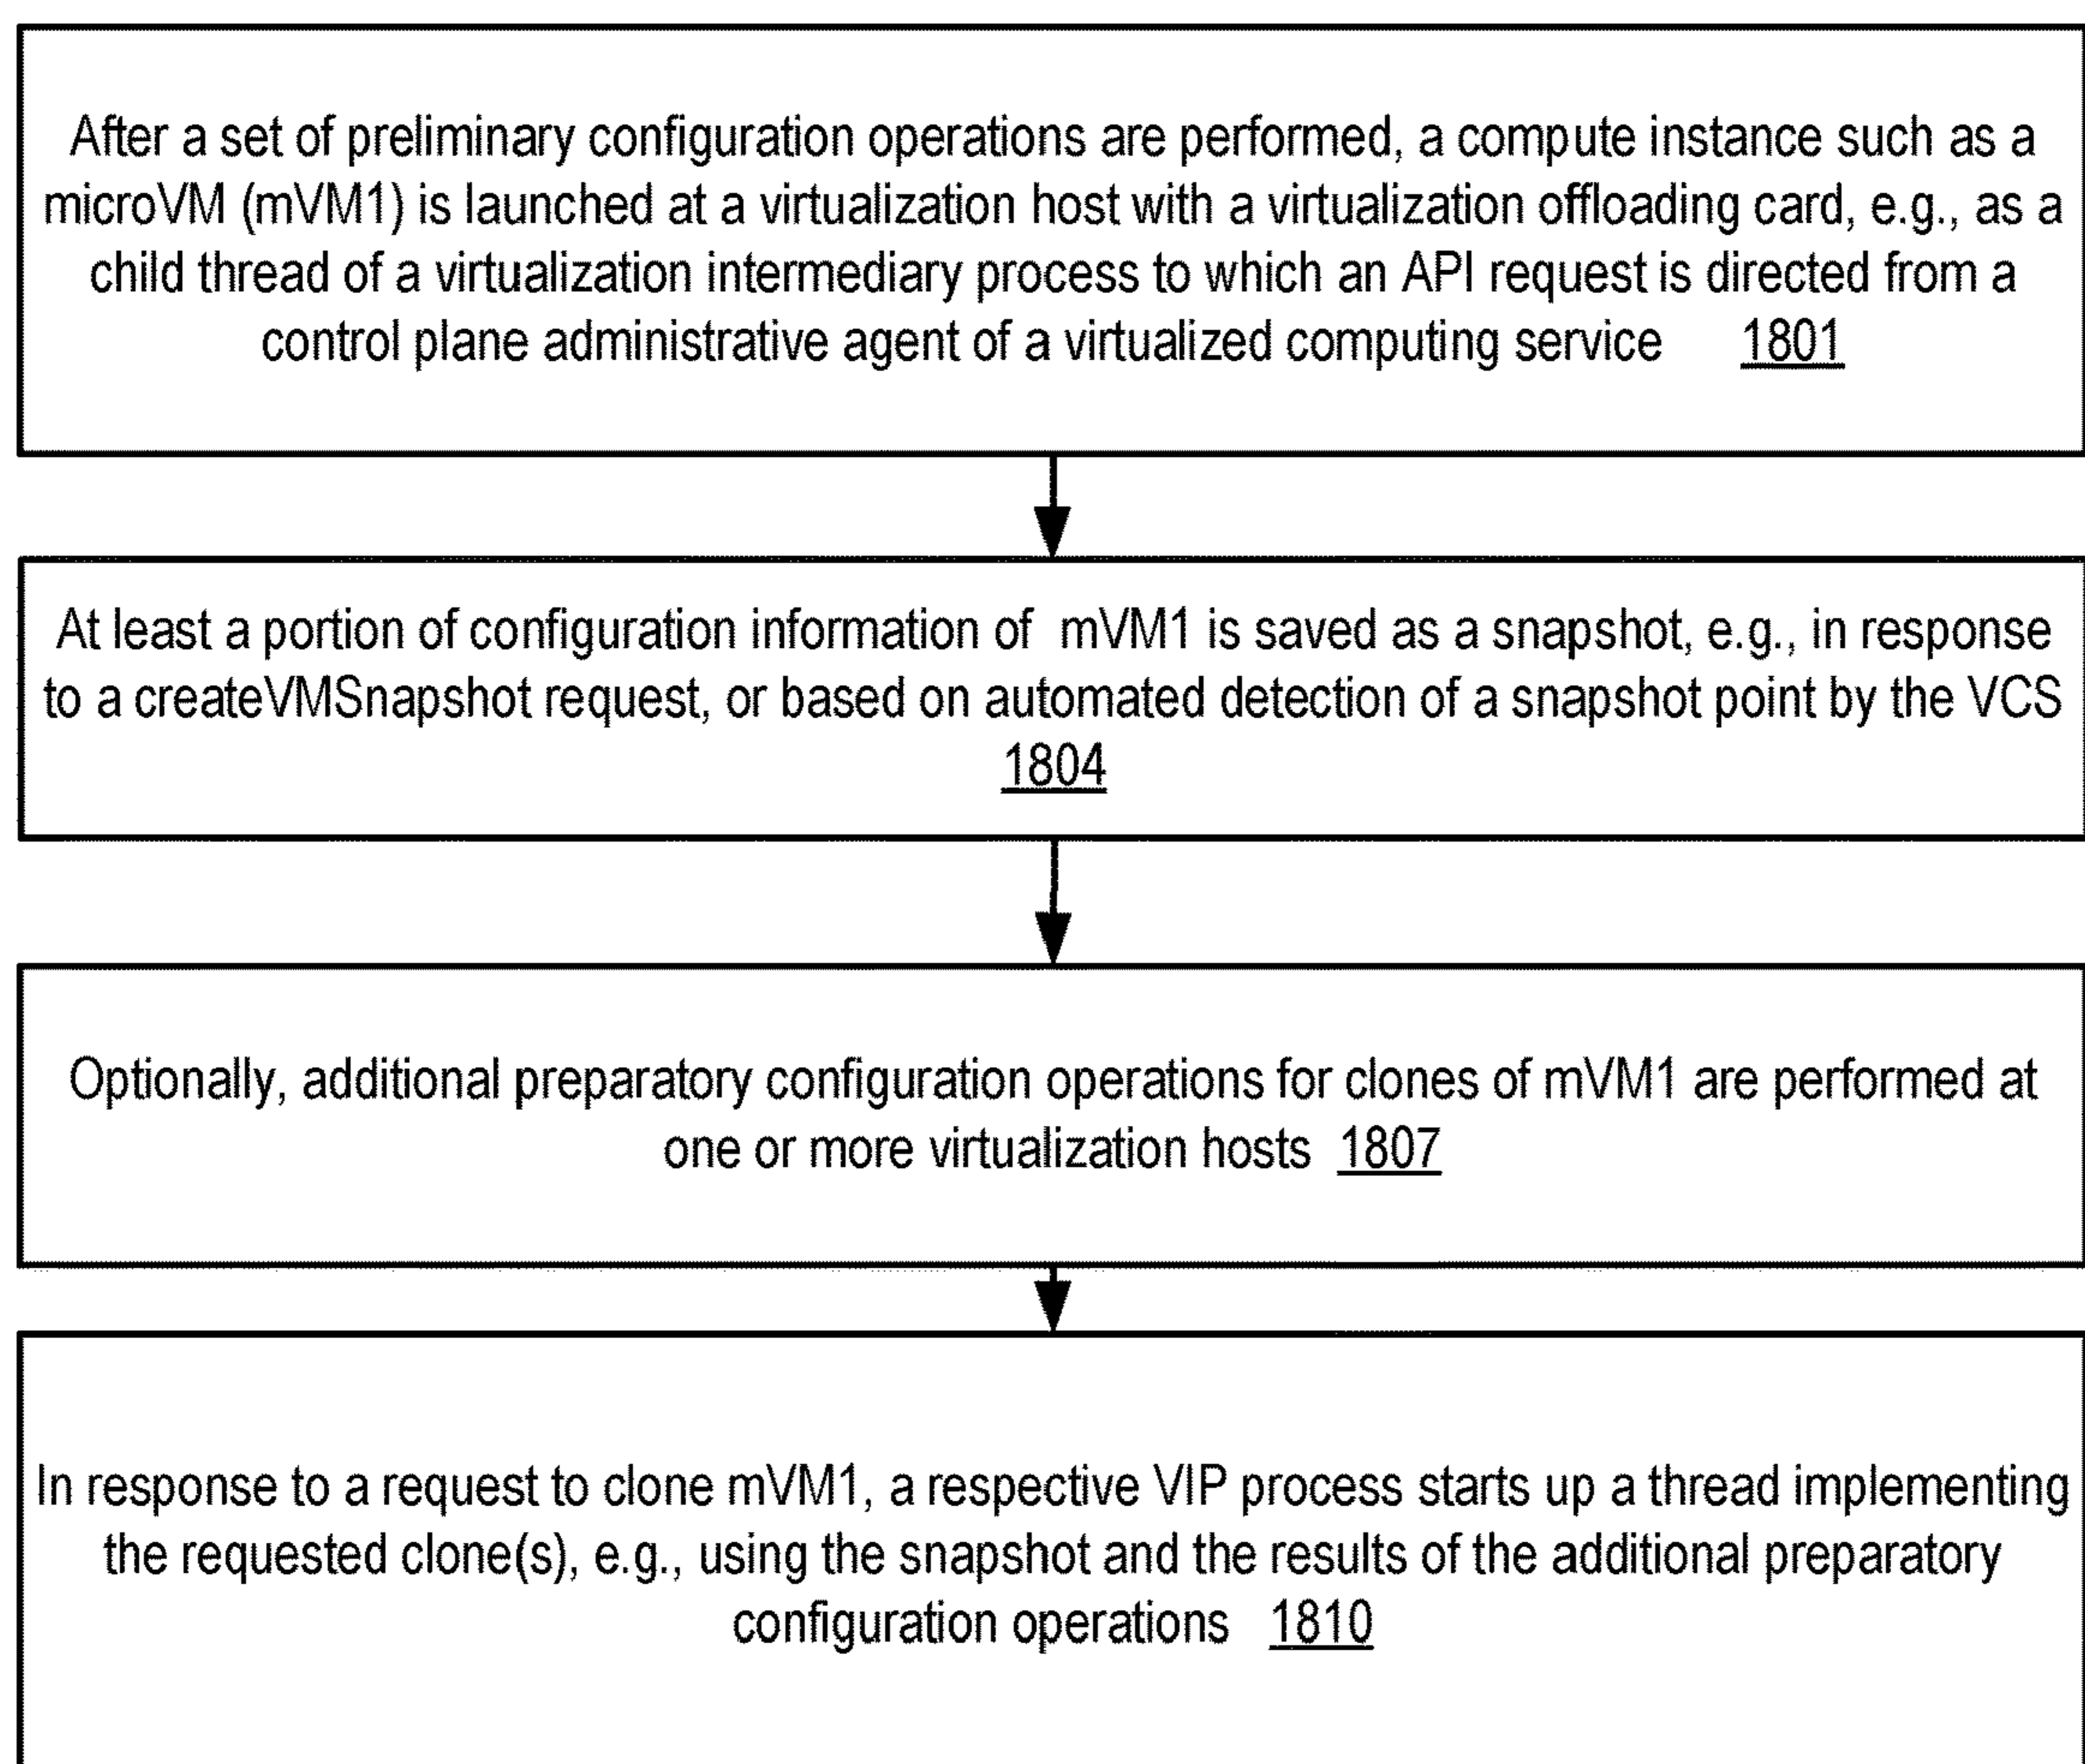 After a set of preliminary configuration operations are performed, a compute instance such as a
microVM (mVM1) is launched at a virtualization host with a virtualization offloading card, e.g., as a
child thread of a virtualization intermediary process to which an API request is directed from a
control plane administrative agent of a virtualized computing service 1801
At least a portion of configuration information of mVM1 is saved as a snapshot, e.g., in response
to a createVMSnapshot request, or based on automated detection of a snapshot point by the VCS
1804
Optionally, additional preparatory configuration operations for clones of mVM1 are performed at
one or more virtualization hosts 1807
In response to a request to clone mVM1, a respective VIP process starts up a thread implementing
the requested clone(s), e.g., using the snapshot and the results of the additional preparatory
configuration operations 1810